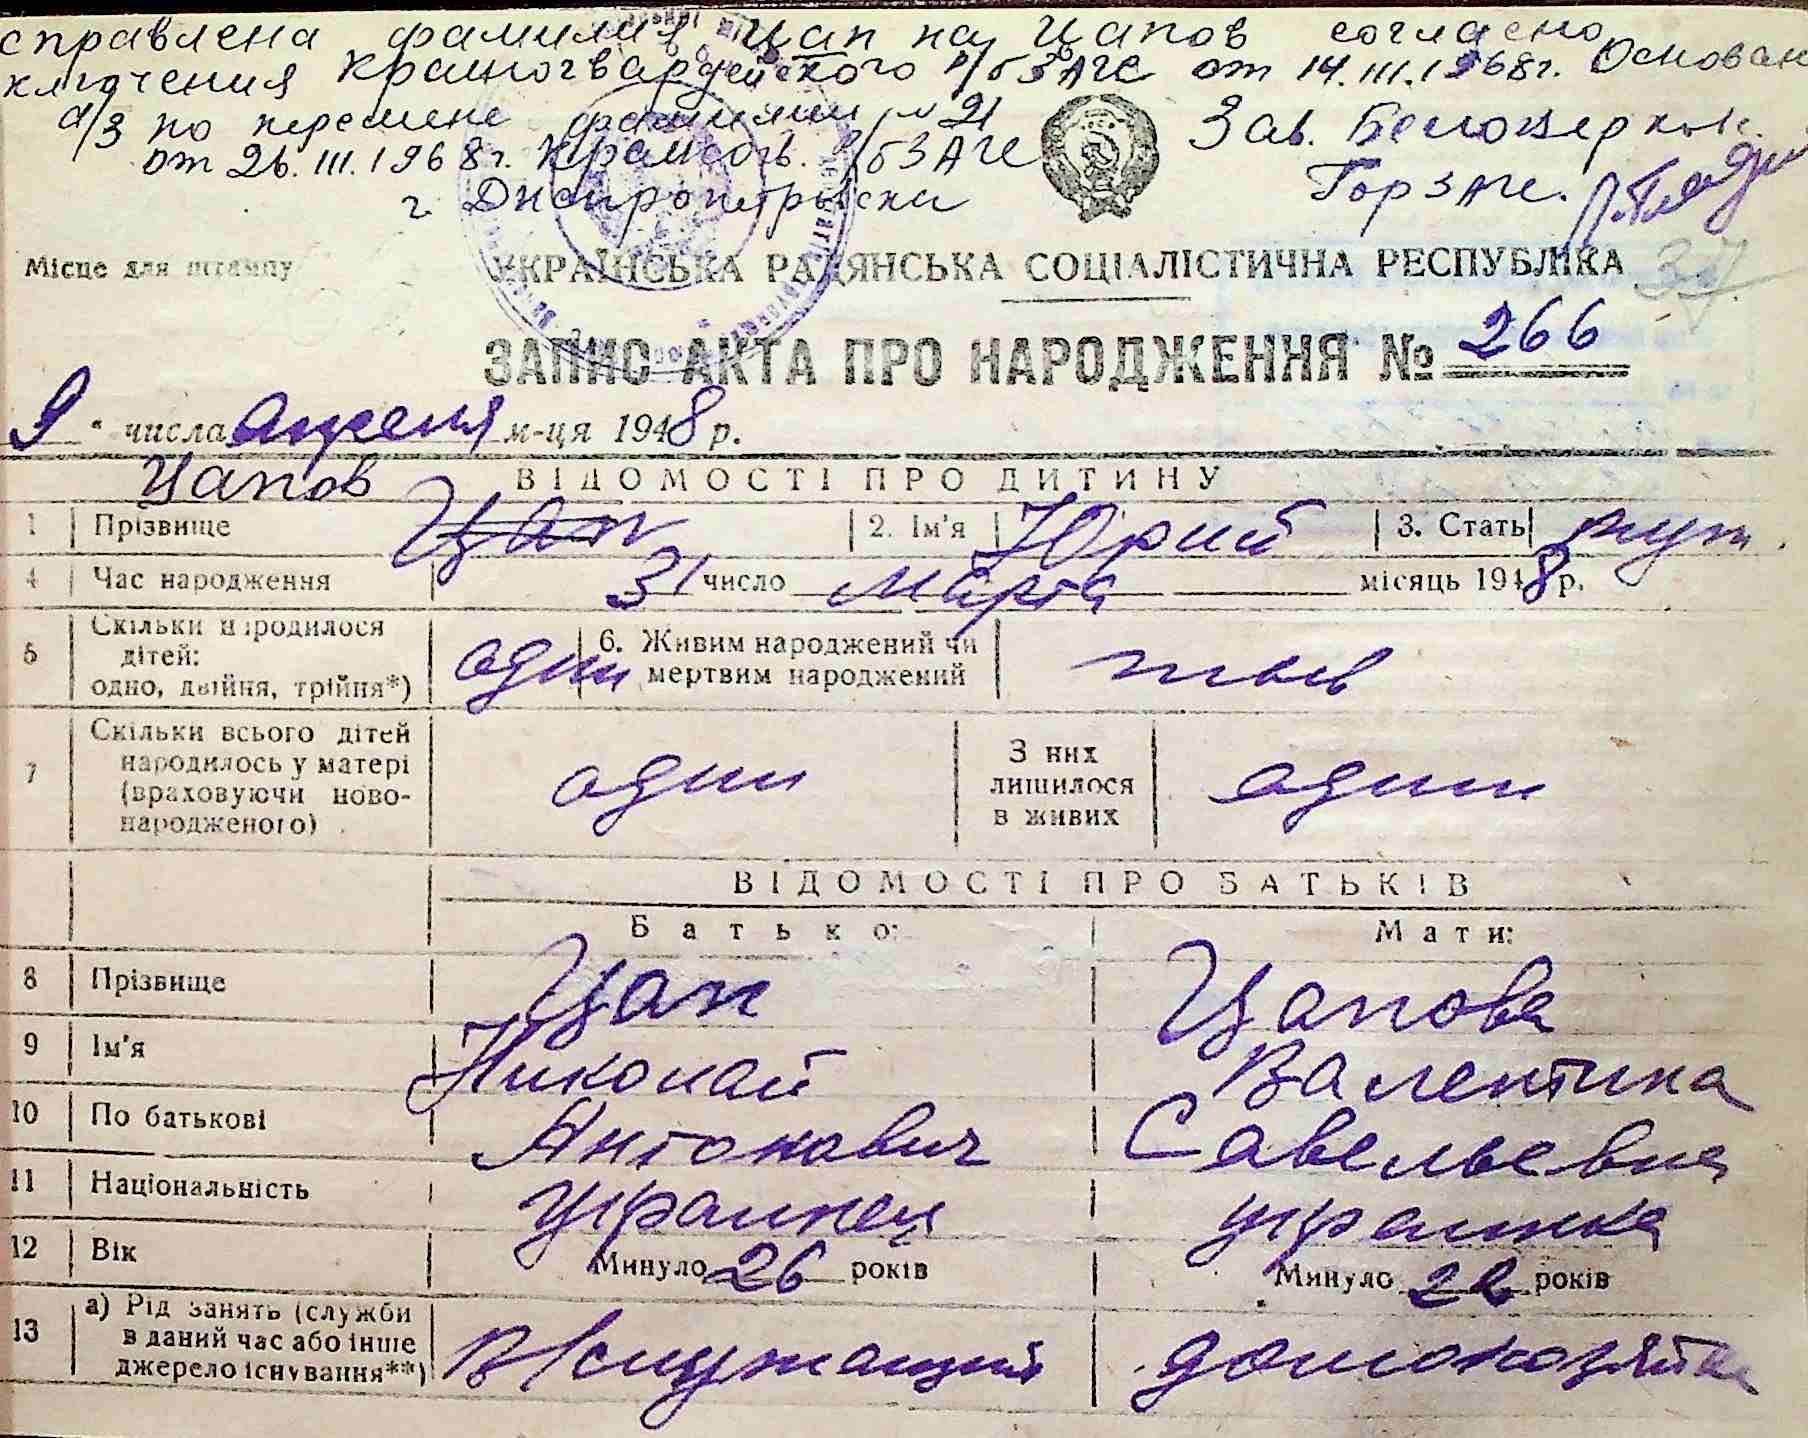 справлена фамилия Цап на Цапов согласно
ключения Красногвардейского р/бЗАГС от 14.III.1968г. Основан
а/з по перемене фамилии №21 Зав. Белоцерков.
от 26.III.1968г. Красногв. р/бЗАГС ГорЗАГС.
г. Днепропетровска
Місце для штампу
УКРАЇНСЬКА РАДЯНСЬКА СОЦІАЛІСТИЧНА РЕСПУБЛІКА 37
ЗАПИС АКТА ПРО НАРОДЖЕННЯ № 266
9 " числа апреля м-ця 1948 р.
Цапов ВІДОМОСТІ ПРО ДИТИНУ
1 Прізвище Цап 2. Ім'я Юрий 3. Стать муж.
4 Час народження 31 число марта місяць 1948 р.
5 Скільки народилося дітей: одно, двійня, трійня*) один 6. Живим народжений чи мертвим народжений жив
7 Скільки всього дітей народилось у матері (враховуючи новонародженого) один З них лишилося в живих один
ВІДОМОСТІ ПРО БАТЬКІВ
Батько: Мати:
8 Прізвище Цап Цапова
9 Ім'я Николай Валентина
10 По батькові Антонович Савельевна
11 Національність Украинец украинка
12 Вік Минуло 26 років Минуло 22 років
13 а) Рід занять (служби в даний час або інше джерело існування**) В/служащий домохозяйка